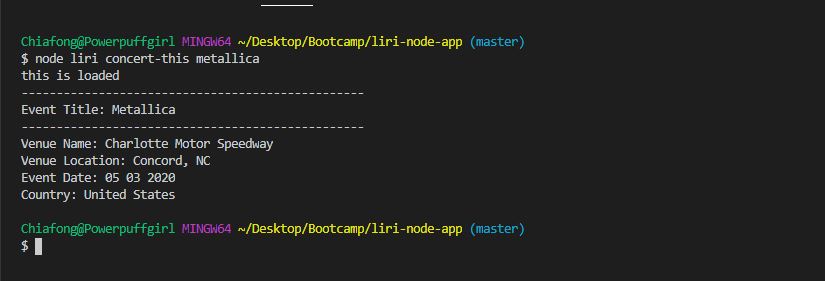 Chiafong@Powerpuffgirl MINGW64 ~/Desktop/Bootcamp/liri-node-app (master)
$ node liri concert-this metallica
this is loaded
-------------------------------------------------
Event Title: Metallica
-------------------------------------------------
Venue Name: Charlotte Motor Speedway
Venue Location: Concord, NC
Event Date: 05 03 2020
Country: United States
Chiafong@Powerpuffgirl MINGW64 ~/Desktop/Bootcamp/liri-node-app (master)
$